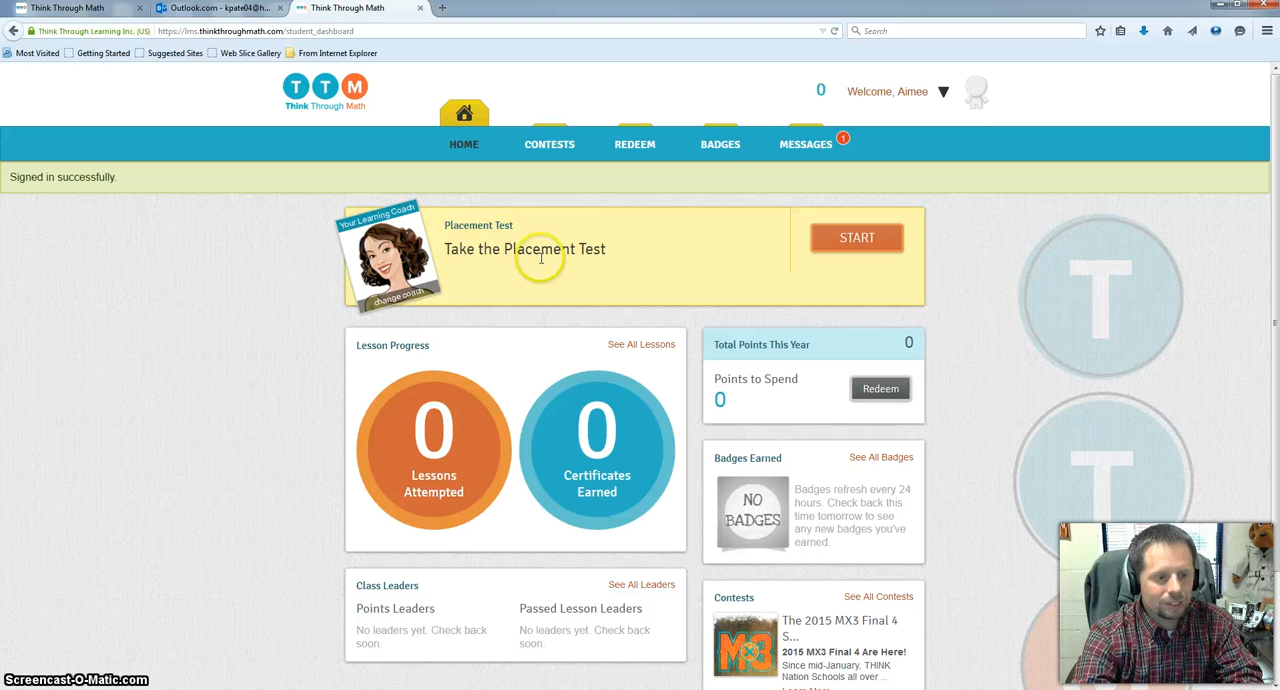 Think Through Math
Outlook.com - kpate04@h...
Think Through Math
Think Through Learning Inc. (US)
https://lms.thinkthroughmath.com/student_dashboard
Search
Most Visited
Getting Started
Suggested Sites
Web Slice Gallery
From Internet Explorer
TTM
Think Through Math
0
Welcome, Aimee
HOME
CONTESTS
REDEEM
BADGES
MESSAGES
1
Signed in successfully.
Your Learning Coach
change coach
Placement Test
Take the Placement Test
START
Lesson Progress
See All Lessons
0
Lessons
Attempted
0
Certificates
Earned
Total Points This Year
0
Points to Spend
0
Redeem
Badges Earned
See All Badges
NO
BADGES
Badges refresh every 24
hours. Check back this
time tomorrow to see
any new badges you've
earned.
Class Leaders
See All Leaders
Points Leaders
No leaders yet. Check back
soon.
Passed Lesson Leaders
No leaders yet. Check back
soon.
Contests
See All Contests
M3
The 2015 MX3 Final 4
S...
2015 MX3 Final 4 Are Here!
Since mid-January, THINK
Nation Schools all over ...
Learn More
T
T
Screencast-O-Matic.com